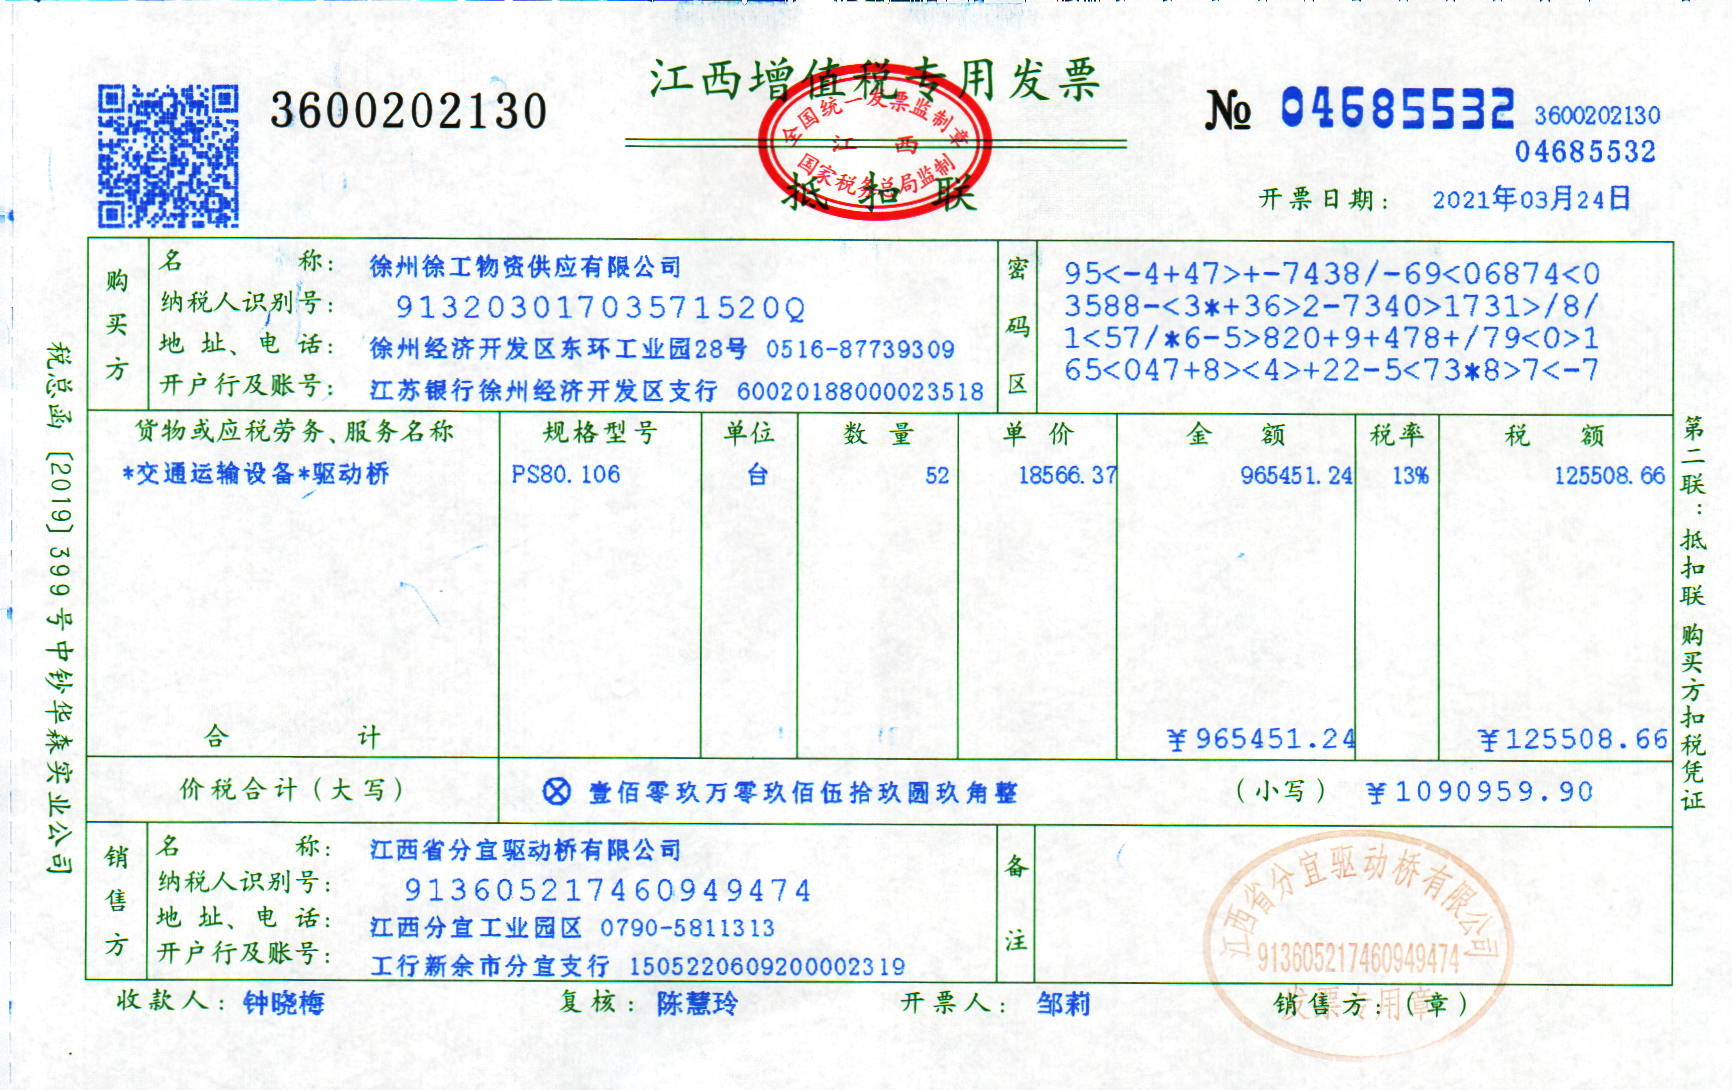 江西增值税专用发票
3600202130
№ 04685532
3600202130
04685532
全国统一发票监制章
江 西
国家税务总局监制
抵扣联
开票日期: 2021年03月24日
购买方
名 称: 徐州徐工物资供应有限公司
纳税人识别号: 91320301703571520Q
地 址、电 话: 徐州经济开发区东环工业园28号 0516-87739309
开户行及账号: 江苏银行徐州经济开发区支行 60020188000023518
密码区
95<-4+47>+-7438/-69<06874<0
3588-<3*+36>2-7340>1731>/8/
1<57/*6-5>820+9+478+/79<0>1
65<047+8><4>+22-5<73*8>7<-7
货物或应税劳务、服务名称 规格型号 单位 数 量 单 价 金 额 税率 税 额
*交通运输设备*驱动桥 PS80.106 台 52 18566.37 965451.24 13% 125508.66
合 计 ¥965451.24 ¥125508.66
价税合计(大写) ⊗ 壹佰零玖万零玖佰伍拾玖圆玖角整 (小写) ¥1090959.90
销售方
名 称: 江西省分宜驱动桥有限公司
纳税人识别号: 913605217460949474
地 址、电 话: 江西分宜工业园区 0790-5811313
开户行及账号: 工行新余市分宜支行 1505220609200002319
备注
江西省分宜驱动桥有限公司
913605217460949474
发票专用章
收款人: 钟晓梅 复核: 陈慧玲 开票人: 邹莉 销售方:(章)
税总函[2019]399号中钞华森实业公司
第二联:抵扣联 购买方扣税凭证